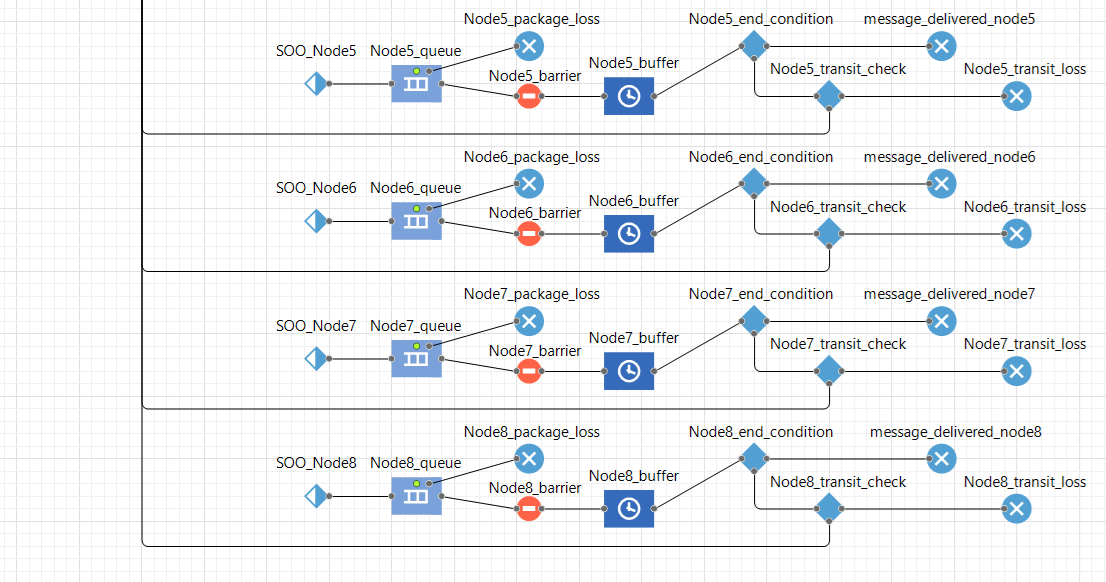 Node5_package_loss
Node5_end_condition
message_delivered_node5
SOO_Node5
Node5_queue
Node5_barrier
Node5_buffer
Node5_transit_check
Node5_transit_loss
Node6_package_loss
Node6_end_condition
message_delivered_node6
SOO_Node6
Node6_queue
Node6_barrier
Node6_buffer
Node6_transit_check
Node6_transit_loss
Node7_package_loss
Node7_end_condition
message_delivered_node7
SOO_Node7
Node7_queue
Node7_barrier
Node7_buffer
Node7_transit_check
Node7_transit_loss
Node8_package_loss
Node8_end_condition
message_delivered_node8
SOO_Node8
Node8_queue
Node8_barrier
Node8_buffer
Node8_transit_check
Node8_transit_loss